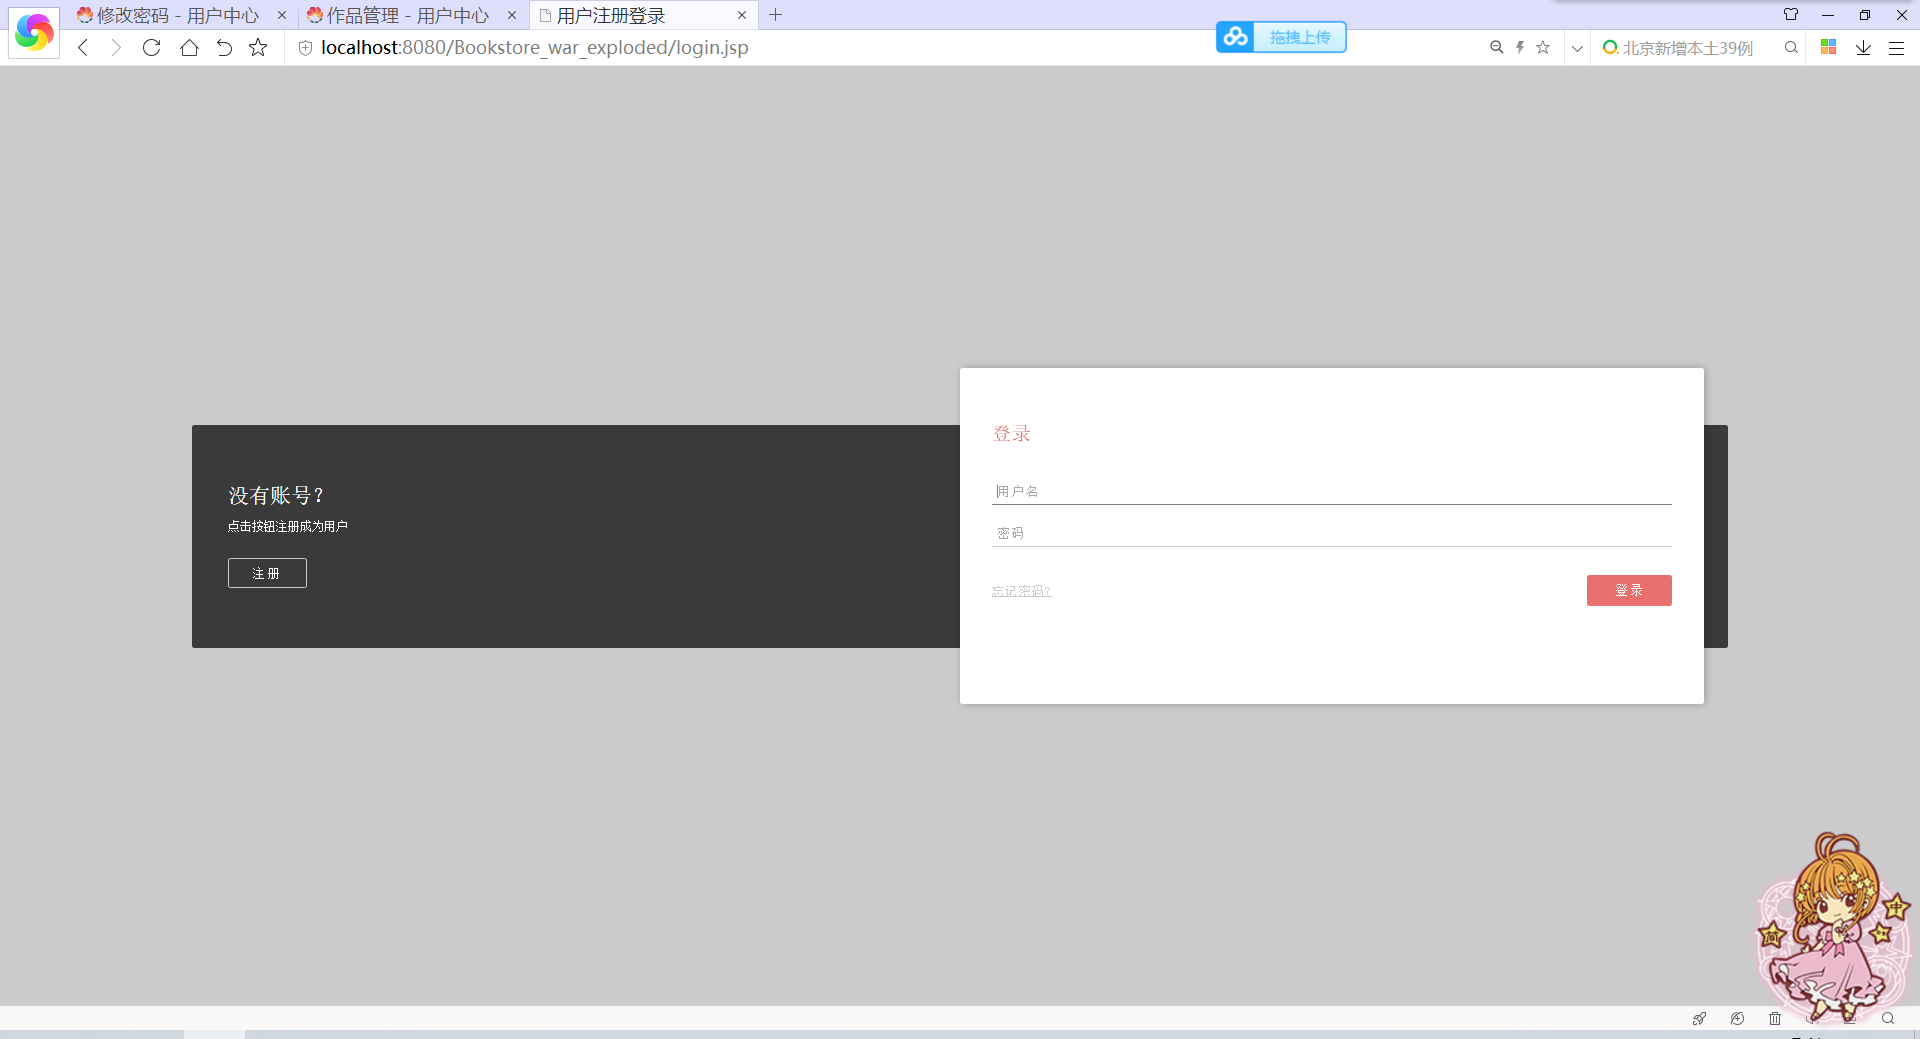 修改密码 - 用户中心
作品管理 - 用户中心
用户注册登录
localhost:8080/Bookstore_war_exploded/login.jsp
拖拽上传
北京新增本土39例
登录
用户名
密码
忘记密码?
登录
没有账号？
点击按钮注册成为用户
注册
中
简